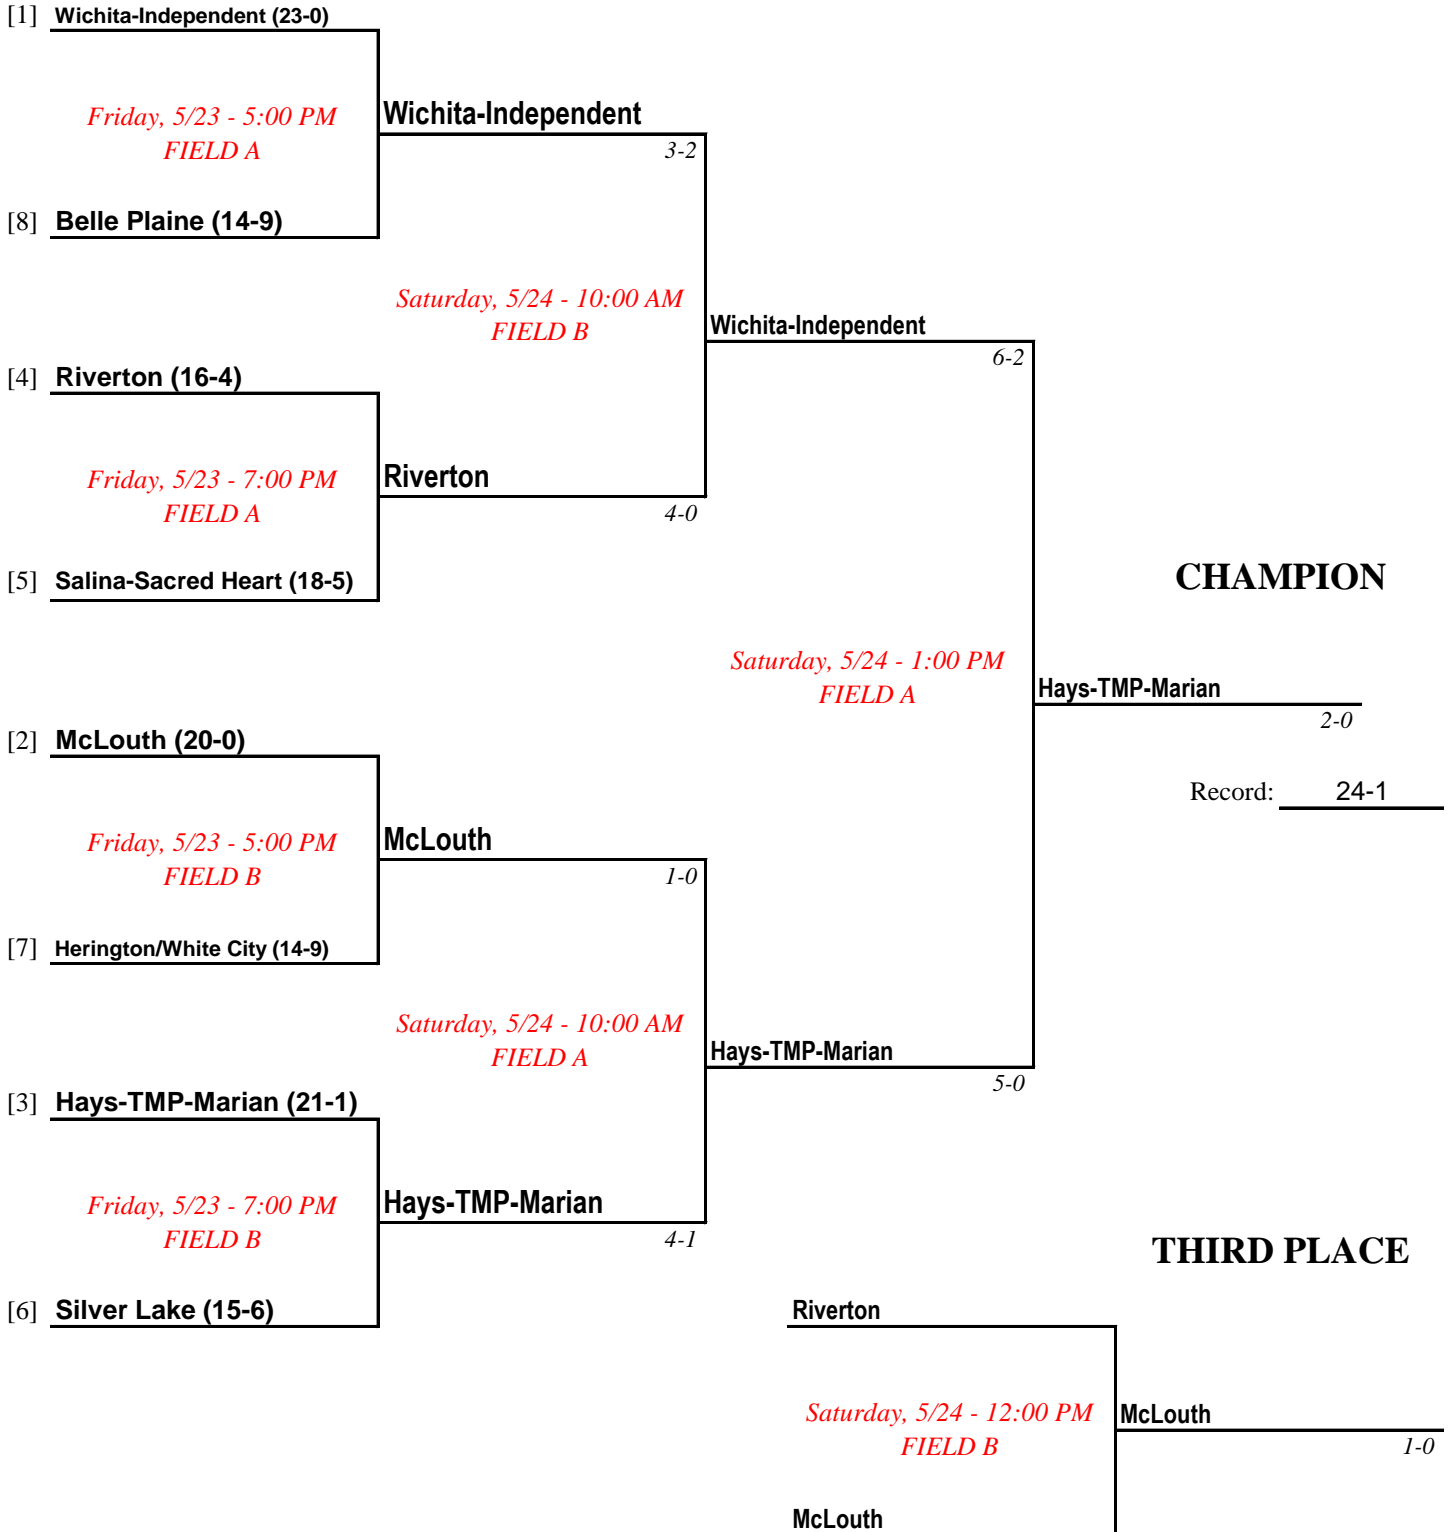 [1] Wichita-Independent (23-0)
Friday, 5/23 - 5:00 PM
FIELD A
Wichita-Independent
3-2
[8] Belle Plaine (14-9)
Saturday, 5/24 - 10:00 AM
FIELD B
Wichita-Independent
6-2
[4] Riverton (16-4)
Friday, 5/23 - 7:00 PM
FIELD A
Riverton
4-0
[5] Salina-Sacred Heart (18-5)
CHAMPION
Saturday, 5/24 - 1:00 PM
FIELD A
Hays-TMP-Marian
2-0
Record: 24-1
[2] McLouth (20-0)
Friday, 5/23 - 5:00 PM
FIELD B
McLouth
1-0
[7] Herington/White City (14-9)
Saturday, 5/24 - 10:00 AM
FIELD A
Hays-TMP-Marian
5-0
[3] Hays-TMP-Marian (21-1)
Friday, 5/23 - 7:00 PM
FIELD B
Hays-TMP-Marian
4-1
[6] Silver Lake (15-6)
THIRD PLACE
Riverton
Saturday, 5/24 - 12:00 PM
FIELD B
McLouth
1-0
McLouth